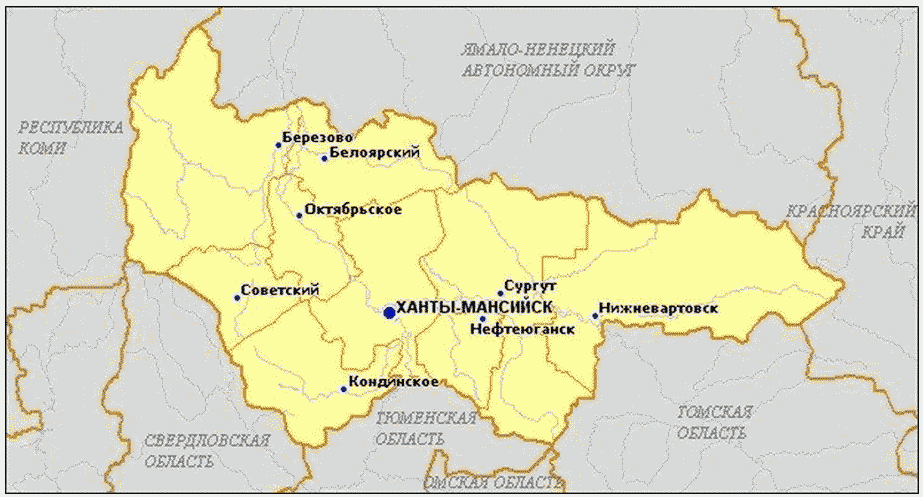 ЯМАЛО-НЕНЕЦКИЙ
АВТОНОМНЫЙ ОКРУГ
РЕСПУБЛИКА
КОМИ
Березово
Белоярский
Октябрьское
КРАСНОЯРСКИЙ
КРАЙ
Советский
Сургут
ХАНТЫ-МАНСИЙСК
Нижневартовск
Нефтеюганск
Кондинское
ТЮМЕНСКАЯ
ОБЛАСТЬ
ТОМСКАЯ
ОБЛАСТЬ
СВЕРДЛОВСКАЯ
ОБЛАСТЬ
ОМСКАЯ ОБЛАСТЬ